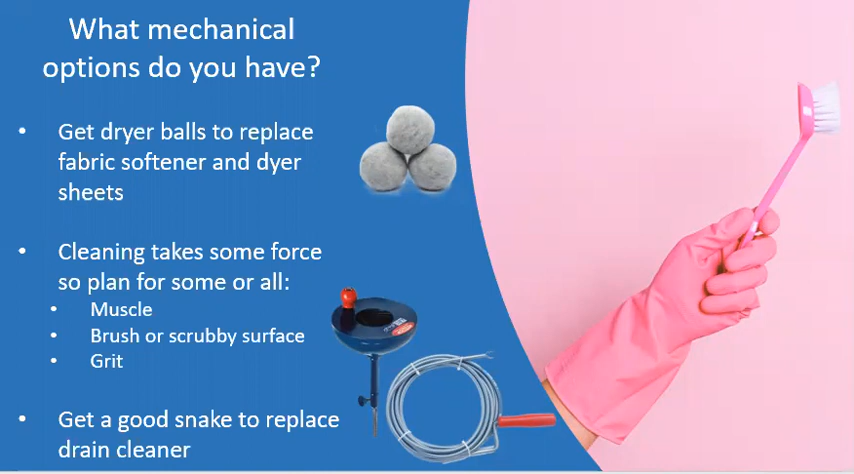 What mechanical
options do you have?
• Get dryer balls to replace
fabric softener and dyer
sheets
• Cleaning takes some force
so plan for some or all:
• Muscle
• Brush or scrubby surface
• Grit
• Get a good snake to replace
drain cleaner